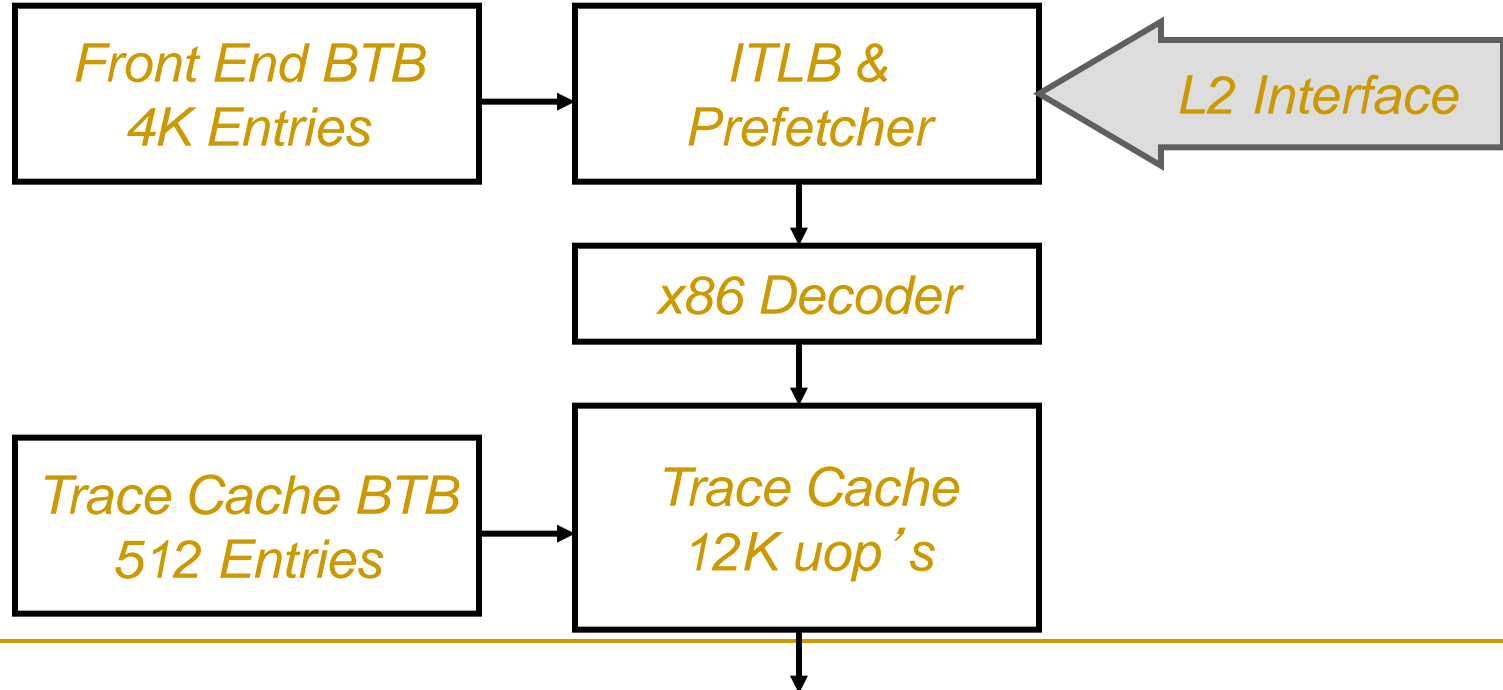 Front End BTB
4K Entries
ITLB &
Prefetcher
L2 Interface
x86 Decoder
Trace Cache BTB
512 Entries
Trace Cache
12K uop’s